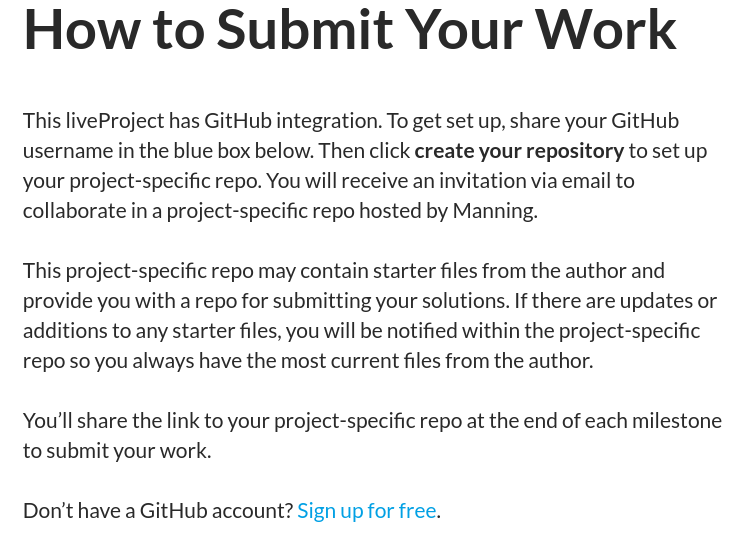 How to Submit Your Work
This liveProject has GitHub integration. To get set up, share your GitHub
username in the blue box below. Then click create your repository to set up
your project-specific repo. You will receive an invitation via email to
collaborate in a project-specific repo hosted by Manning.
This project-specific repo may contain starter files from the author and
provide you with a repo for submitting your solutions. If there are updates or
additions to any starter files, you will be notified within the project-specific
repo so you always have the most current files from the author.
You’ll share the link to your project-specific repo at the end of each milestone
to submit your work.
Don’t have a GitHub account? Sign up for free.